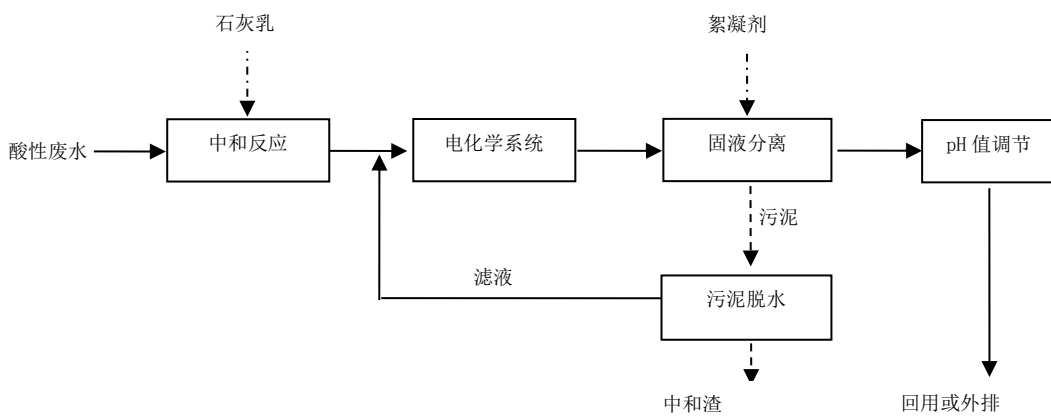 石灰乳
絮凝剂
酸性废水
中和反应
电化学系统
固液分离
pH 值调节
污泥
滤液
污泥脱水
中和渣
回用或外排